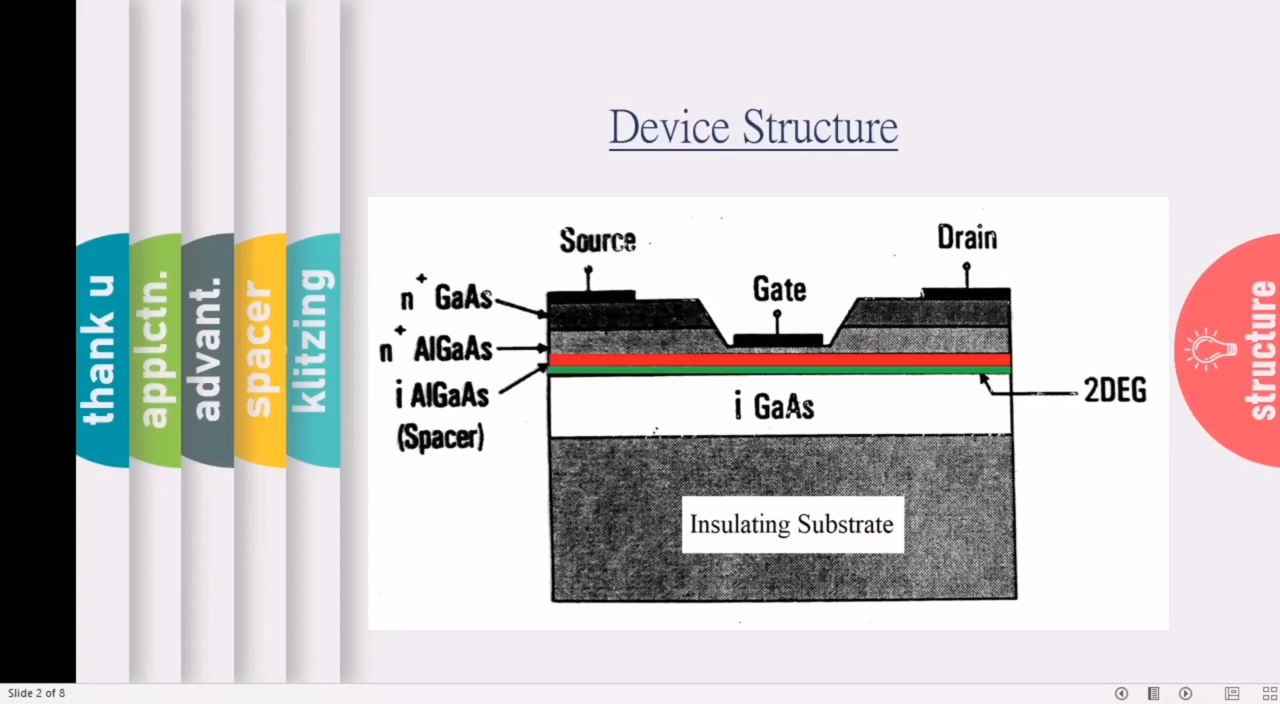 thank u
applctn.
advant.
spacer
klitzing
Device Structure
Source
Drain
Gate
n+ GaAs
n+ AlGaAs
i AlGaAs
(Spacer)
i GaAs
2DEG
Insulating Substrate
structure
Slide 2 of 8